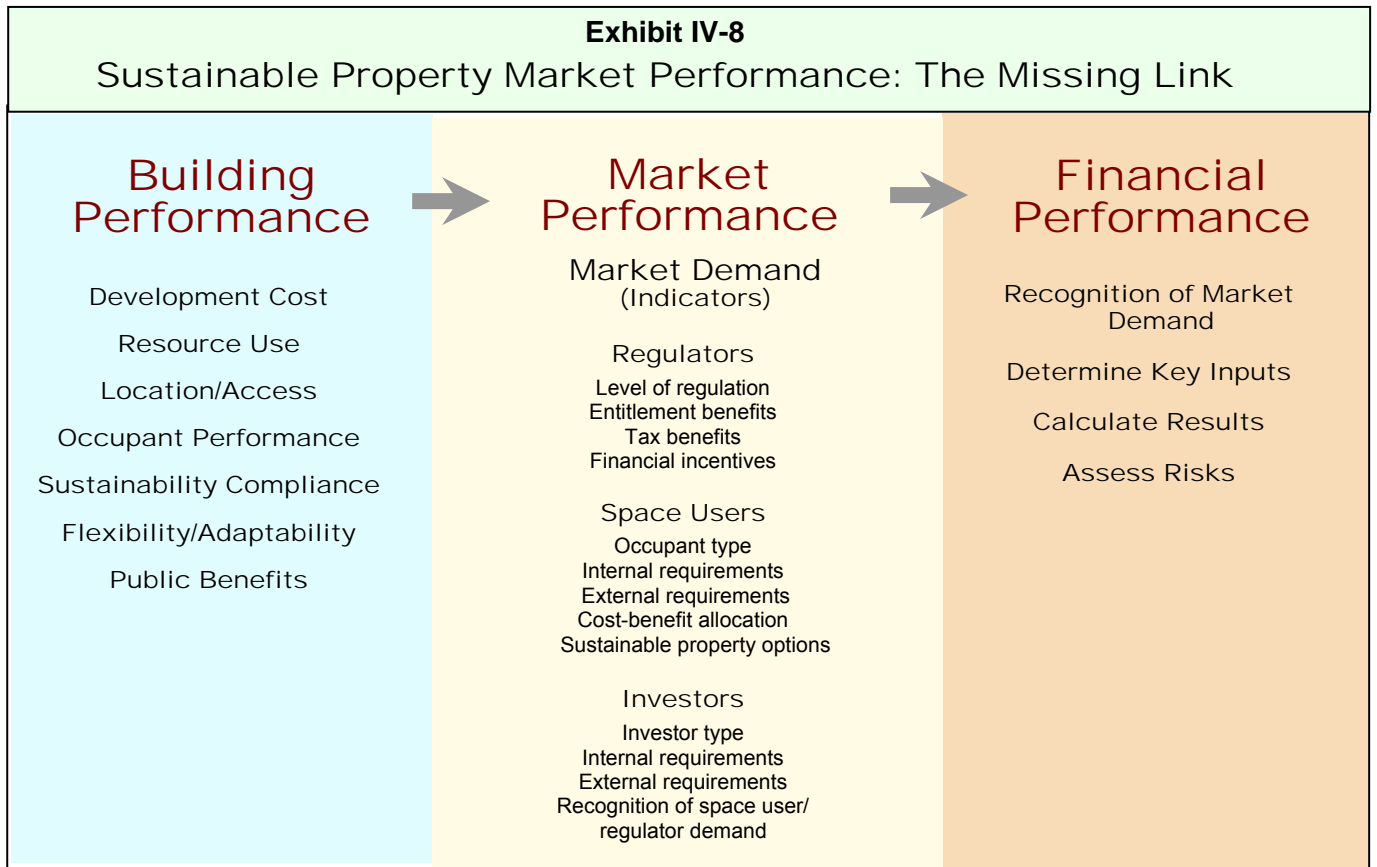 Exhibit IV-8
Sustainable Property Market Performance: The Missing Link
Building
Performance
Development Cost
Resource Use
Location/Access
Occupant Performance
Sustainability Compliance
Flexibility/Adaptability
Public Benefits
Market
Performance
Market Demand
(Indicators)
Regulators
Level of regulation
Entitlement benefits
Tax benefits
Financial incentives
Space Users
Occupant type
Internal requirements
External requirements
Cost-benefit allocation
Sustainable property options
Investors
Investor type
Internal requirements
External requirements
Recognition of space user/
regulator demand
Financial
Performance
Recognition of Market
Demand
Determine Key Inputs
Calculate Results
Assess Risks